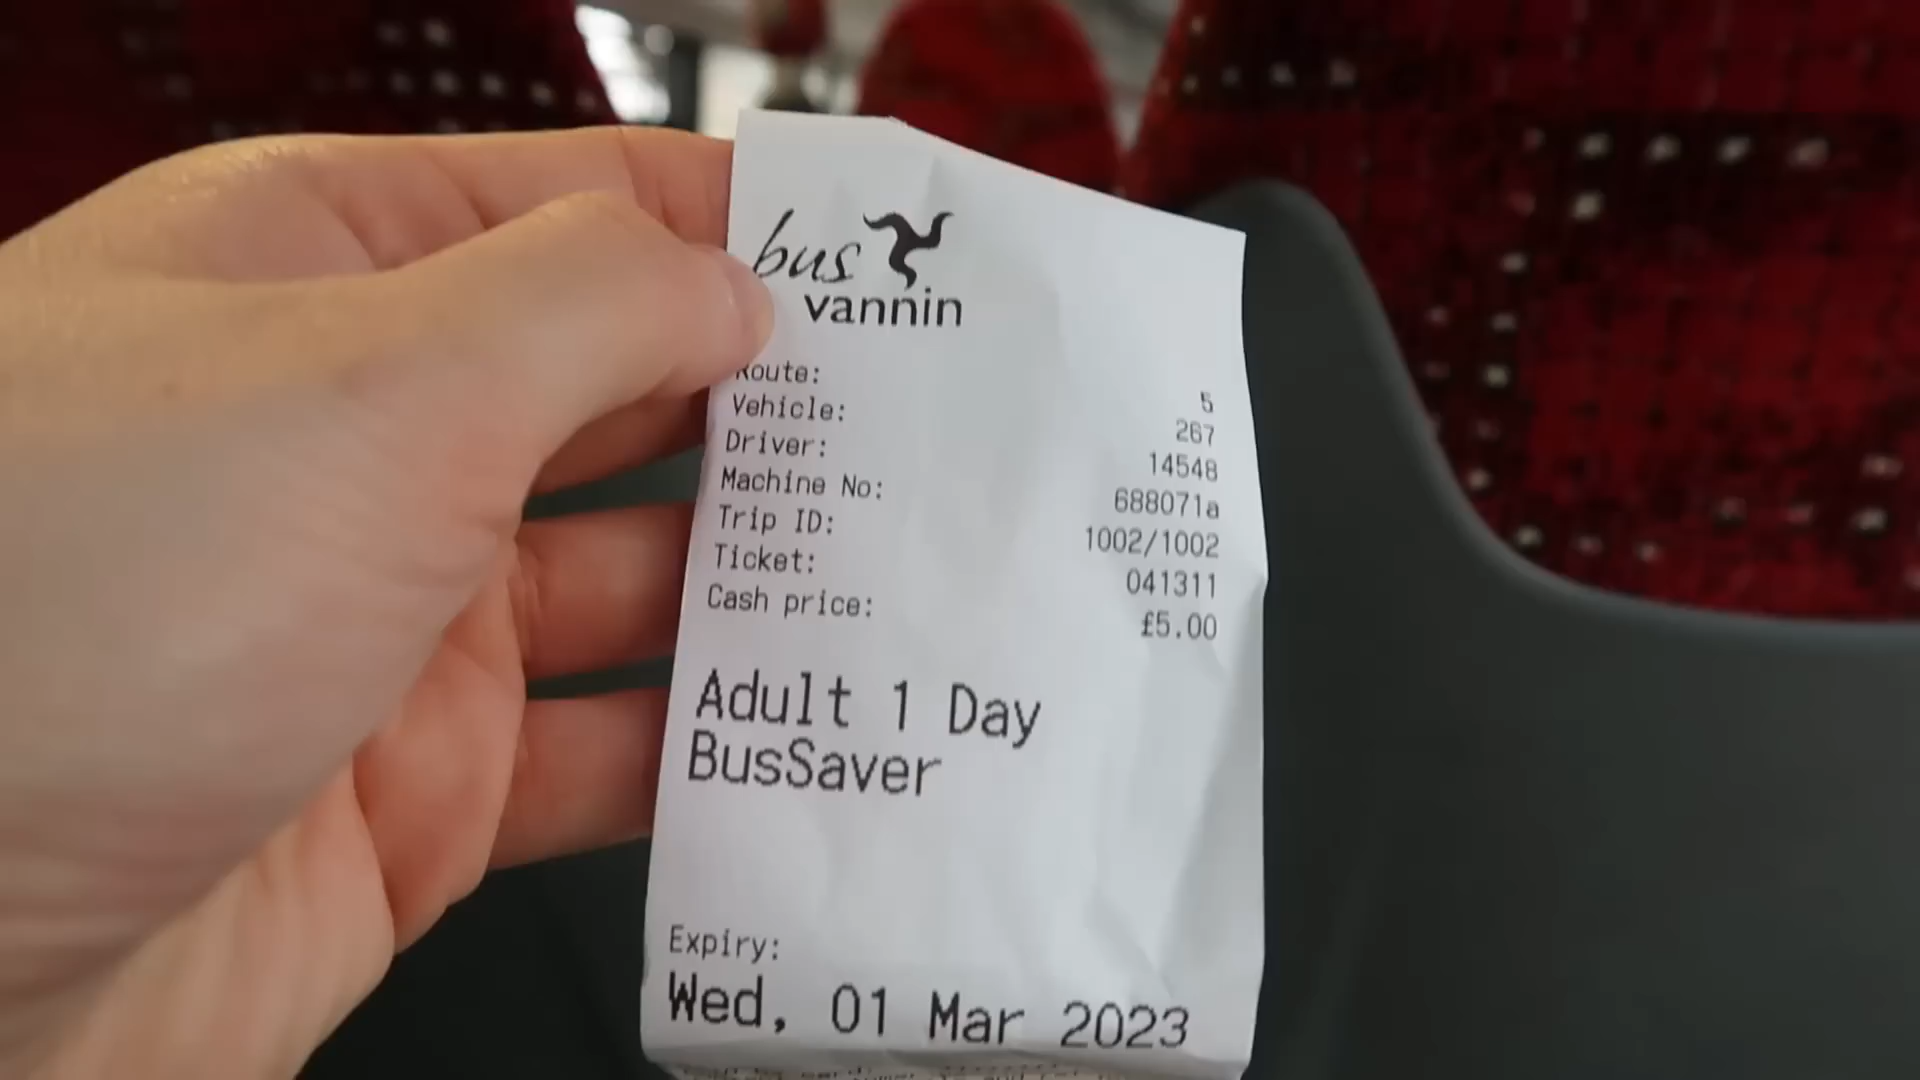 bus
vannin
Route: 5
Vehicle: 267
Driver: 14548
Machine No: 688071a
Trip ID: 1002/1002
Ticket: 041311
Cash price: £5.00
Adult 1 Day
BusSaver
Expiry:
Wed, 01 Mar 2023